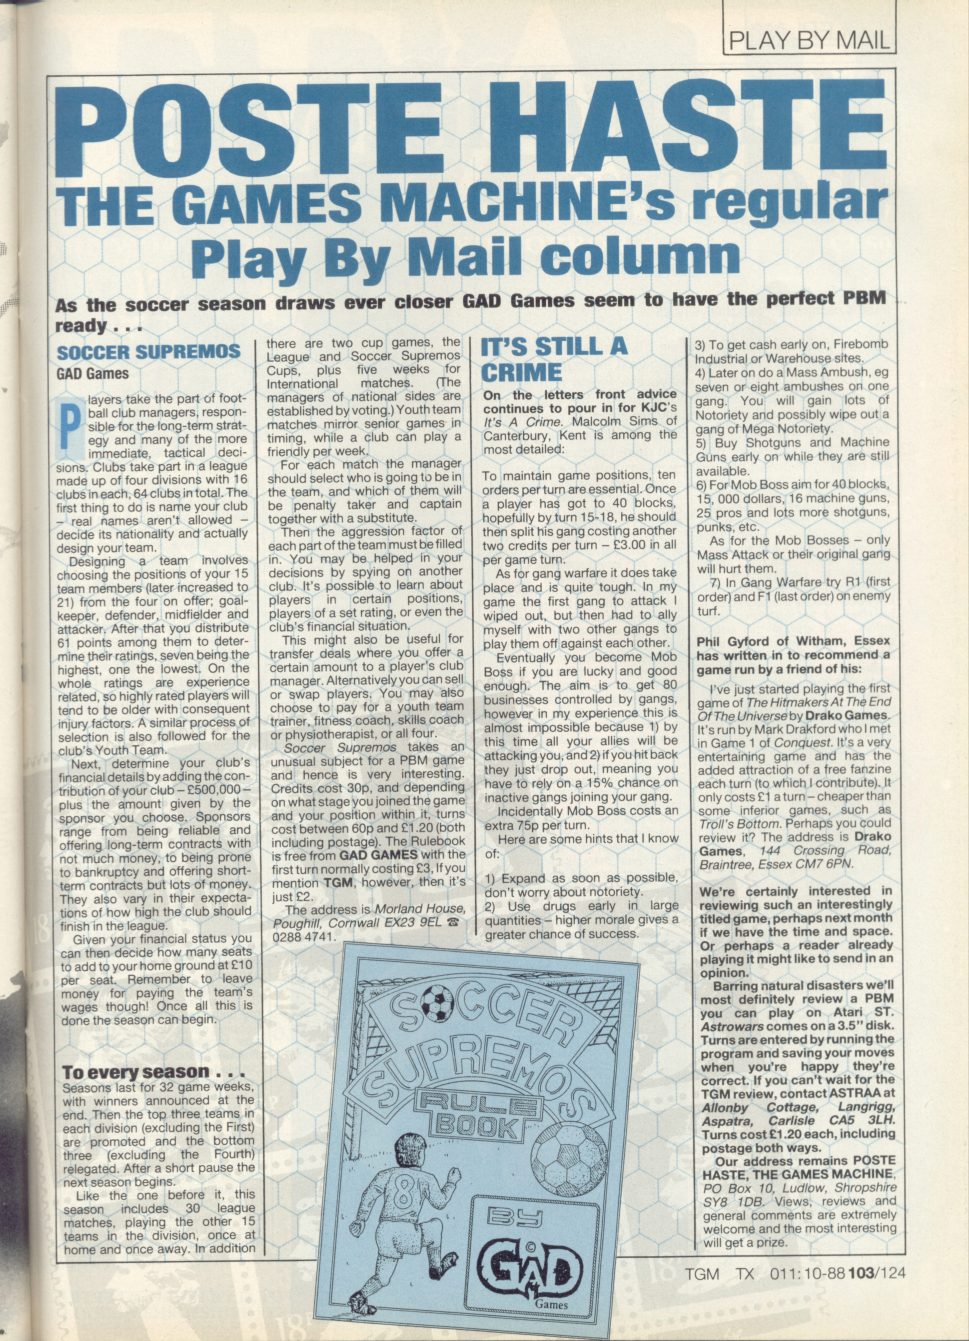 PLAY BY MAIL
POSTE HASTE
THE GAMES MACHINE's regular
Play By Mail column
As the soccer season draws ever closer GAD Games seem to have the perfect PBM
ready . . .
SOCCER SUPREMOS
GAD Games
Players take the part of foot-
ball club managers, respon-
sible for the long-term strat-
egy and many of the more
immediate, tactical deci-
sions. Clubs take part in a league
made up of four divisions with 16
clubs in each, 64 clubs in total. The
first thing to do is name your club
– real names aren't allowed –
decide its nationality and actually
design your team.
Designing a team involves
choosing the positions of your 15
team members (later increased to
21) from the four on offer; goal-
keeper, defender, midfielder and
attacker. After that you distribute
61 points among them to deter-
mine their ratings, seven being the
highest, one the lowest. On the
whole ratings are experience
related, so highly rated players will
tend to be older with consequent
injury factors. A similar process of
selection is also followed for the
club's Youth Team.
Next, determine your club's
financial details by adding the con-
tribution of your club – £500,000 –
plus the amount given by the
sponsor you choose. Sponsors
range from being reliable and
offering long-term contracts with
not much money, to being prone
to bankruptcy and offering short-
term contracts but lots of money.
They also vary in their expecta-
tions of how high the club should
finish in the league.
Given your financial status you
can then decide how many seats
to add to your home ground at £10
per seat. Remember to leave
money for paying the team's
wages though! Once all this is
done the season can begin.
To every season . . .
Seasons last for 32 game weeks,
with winners announced at the
end. Then the top three teams in
each division (excluding the First)
are promoted and the bottom
three (excluding the Fourth)
relegated. After a short pause the
next season begins.
Like the one before it, this
season includes 30 league
matches, playing the other 15
teams in the division, once at
home and once away. In addition
there are two cup games, the
League and Soccer Supremos
Cups, plus five weeks for
International matches. (The
managers of national sides are
established by voting.) Youth team
matches mirror senior games in
timing, while a club can play a
friendly per week.
For each match the manager
should select who is going to be in
the team, and which of them will
be penalty taker and captain
together with a substitute.
Then the aggression factor of
each part of the team must be filled
in. You may be helped in your
decisions by spying on another
club. It's possible to learn about
players in certain positions,
players of a set rating, or even the
club's financial situation.
This might also be useful for
transfer deals where you offer a
certain amount to a player's club
manager. Alternatively you can sell
or swap players. You may also
choose to pay for a youth team
trainer, fitness coach, skills coach
or physiotherapist, or all four.
Soccer Supremos takes an
unusual subject for a PBM game
and hence is very interesting.
Credits cost 30p, and depending
on what stage you joined the game
and your position within it, turns
cost between 60p and £1.20 (both
including postage). The Rulebook
is free from GAD GAMES with the
first turn normally costing £3, If you
mention TGM, however, then it's
just £2.
The address is Morland House,
Poughill, Cornwall EX23 9EL ☎
0288 4741.
IT'S STILL A
CRIME
On the letters front advice
continues to pour in for KJC's
It's A Crime. Malcolm Sims of
Canterbury, Kent is among the
most detailed:
To maintain game positions, ten
orders per turn are essential. Once
a player has got to 40 blocks,
hopefully by turn 15-18, he should
then split his gang costing another
two credits per turn – £3.00 in all
per game turn.
As for gang warfare it does take
place and is quite tough. In my
game the first gang to attack I
wiped out, but then had to ally
myself with two other gangs to
play them off against each other.
Eventually you become Mob
Boss if you are lucky and good
enough. The aim is to get 80
businesses controlled by gangs,
however in my experience this is
almost impossible because 1) by
this time all your allies will be
attacking you, and 2) if you hit back
they just drop out, meaning you
have to rely on a 15% chance on
inactive gangs joining your gang.
Incidentally Mob Boss costs an
extra 75p per turn.
Here are some hints that I know
of:
1) Expand as soon as possible,
don't worry about notoriety.
2) Use drugs early in large
quantities – higher morale gives a
greater chance of success.
3) To get cash early on, Firebomb
Industrial or Warehouse sites.
4) Later on do a Mass Ambush, eg
seven or eight ambushes on one
gang. You will gain lots of
Notoriety and possibly wipe out a
gang of Mega Notoriety.
5) Buy Shotguns and Machine
Guns early on while they are still
available.
6) For Mob Boss aim for 40 blocks,
15, 000 dollars, 16 machine guns,
25 pros and lots more shotguns,
punks, etc.
As for the Mob Bosses – only
Mass Attack or their original gang
will hurt them.
7) In Gang Warfare try R1 (first
order) and F1 (last order) on enemy
turf.
Phil Gyford of Witham, Essex
has written in to recommend a
game run by a friend of his:
I've just started playing the first
game of The Hitmakers At The End
Of The Universe by Drako Games.
It's run by Mark Drakford who I met
in Game 1 of Conquest. It's a very
entertaining game and has the
added attraction of a free fanzine
each turn (to which I contribute). It
only costs £1 a turn – cheaper than
some inferior games, such as
Troll's Bottom. Perhaps you could
review it? The address is Drako
Games, 144 Crossing Road,
Braintree, Essex CM7 6PN.
We're certainly interested in
reviewing such an interestingly
titled game, perhaps next month
if we have the time and space.
Or perhaps a reader already
playing it might like to send in an
opinion.
Barring natural disasters we'll
most definitely review a PBM
you can play on Atari ST.
Astrowars comes on a 3.5" disk.
Turns are entered by running the
program and saving your moves
when you're happy they're
correct. If you can't wait for the
TGM review, contact ASTRAA at
Allonby Cottage, Langrigg,
Aspatra, Carlisle CA5 3LH.
Turns cost £1.20 each, including
postage both ways.
Our address remains POSTE
HASTE, THE GAMES MACHINE,
PO Box 10, Ludlow, Shropshire
SY8 1DB. Views, reviews and
general comments are extremely
welcome and the most interesting
will get a prize.
SOCCER
SUPREMOS
RULE
BOOK
8
BY
©
GAD
Games
TGM TX 011:10-88 103/124